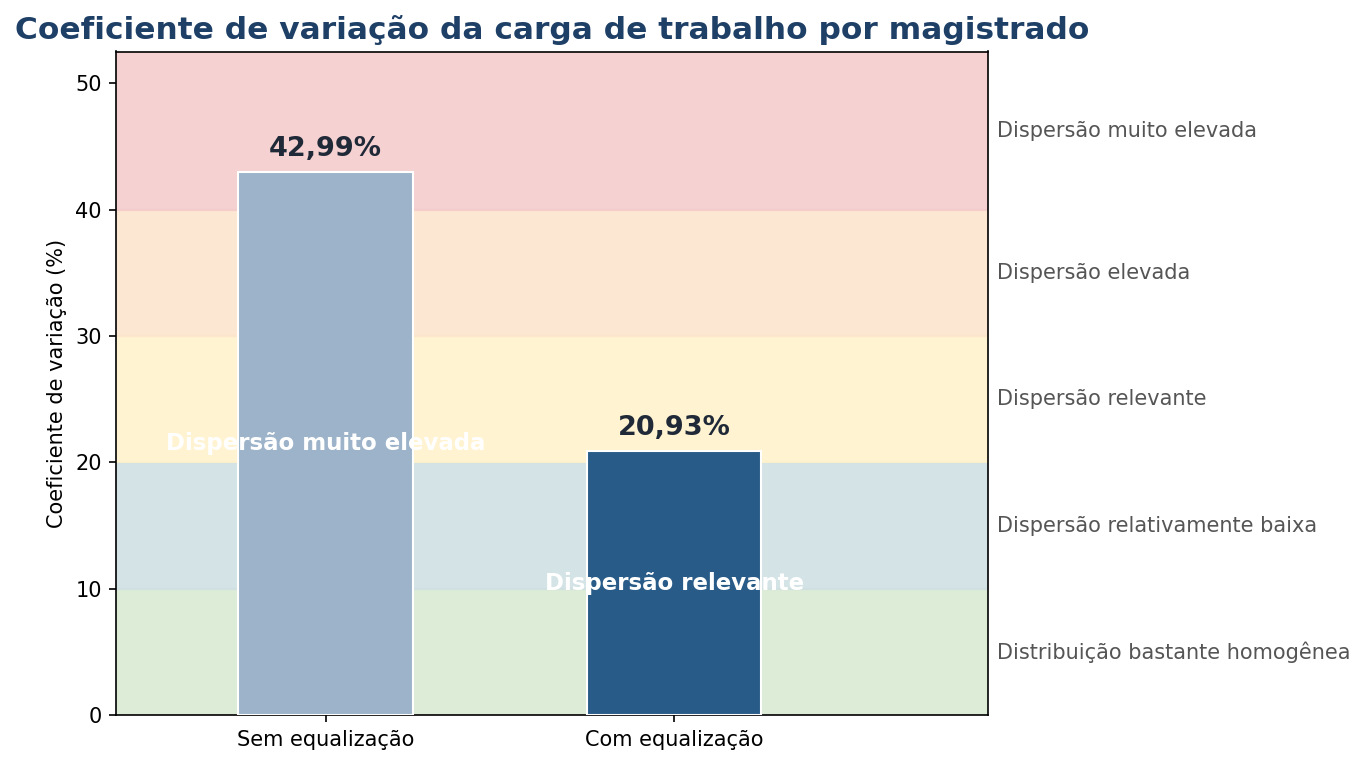 Coeficiente de variação da carga de trabalho por magistrado
Coeficiente de variação (%)
50
40
30
20
10
0
42,99%
Dispersão muito elevada
20,93%
Dispersão relevante
Sem equalização
Com equalização
Dispersão muito elevada
Dispersão elevada
Dispersão relevante
Dispersão relativamente baixa
Distribuição bastante homogênea